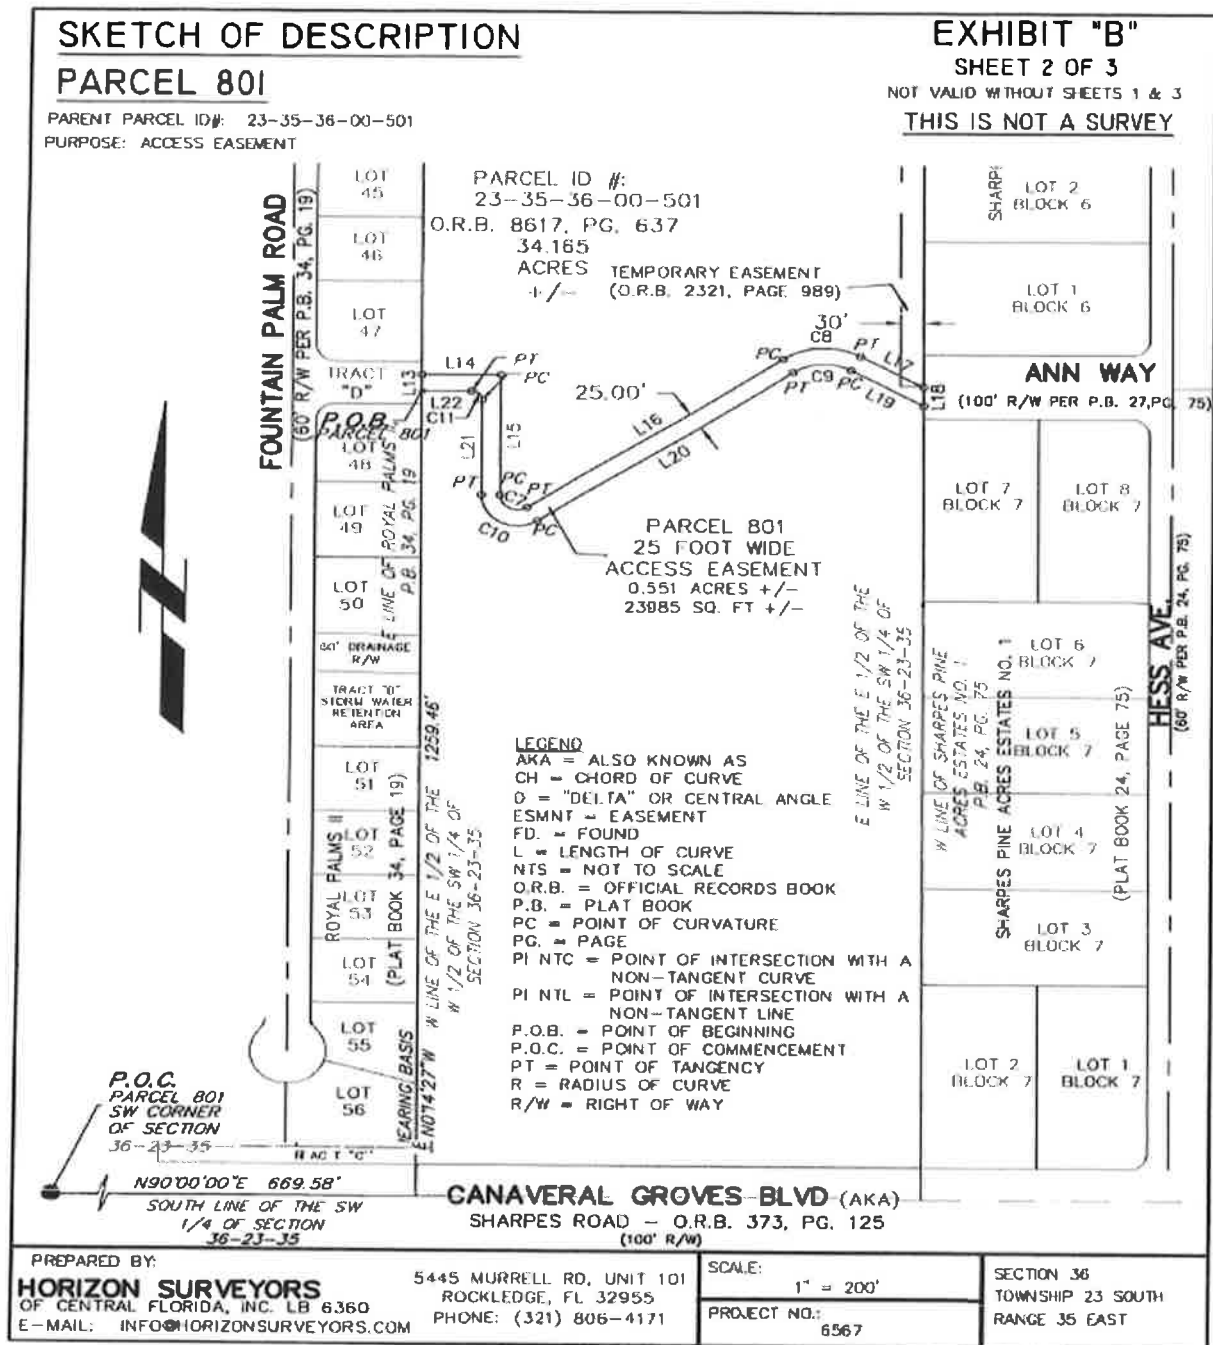 SKETCH OF DESCRIPTION
PARCEL 801
PARENT PARCEL ID#: 23-35-36-00-501
PURPOSE: ACCESS EASEMENT
EXHIBIT "B"
SHEET 2 OF 3
NOT VALID WITHOUT SHEETS 1 & 3
THIS IS NOT A SURVEY
FOUNTAIN PALM ROAD
(60' R/W PER P.B. 34, PG. 19)
LOT
45
LOT
46
LOT
47
TRACT
"D"
PARCEL ID #:
23-35-36-00-501
O.R.B. 8617, PG. 637
34.165
ACRES
+/-
TEMPORARY EASEMENT
(O.R.B. 2321, PAGE 989)
30'
SHARP
LOT 2
BLOCK 6
LOT 1
BLOCK 6
L14
L13
PT
PC
L22
C11
L21
L15
PT
PC
C7
PT
C10
PC
25.00'
L16
L20
PC
C8
PT
L17
PT
C9
PC
L19
L18
ANN WAY
(100' R/W PER P.B. 27,PG. 75)
P.O.B.
PARCEL 801
LOT
48
LOT
49
LOT
50
E LINE OF ROYAL PALMS II,
P.B. 34, PG. 19
60' DRAINAGE
R/W
TRACT "D"
STORM WATER
RETENTION
AREA
LOT
51
LOT
52
LOT
53
LOT
54
LOT
55
LOT
56
ROYAL PALMS II
(PLAT BOOK 34, PAGE 19)
PARCEL 801
25 FOOT WIDE
ACCESS EASEMENT
0.551 ACRES +/-
23985 SQ. FT +/-
LOT 7
BLOCK 7
LOT 8
BLOCK 7
LOT 6
BLOCK 7
LOT 5
BLOCK 7
LOT 4
BLOCK 7
LOT 3
BLOCK 7
LOT 2
BLOCK 7
LOT 1
BLOCK 7
E LINE OF THE E 1/2 OF THE
W 1/2 OF THE SW 1/4 OF
SECTION 36-23-35
W LINE OF SHARPES PINE
ACRES ESTATES NO. 1
P.B. 24, PG. 75
SHARPES PINE ACRES ESTATES NO. 1
(PLAT BOOK 24, PAGE 75)
HESS AVE.
(60' R/W PER P.B. 24, PG. 75)
LEGEND
AKA = ALSO KNOWN AS
CH = CHORD OF CURVE
D = "DELTA" OR CENTRAL ANGLE
ESMNT = EASEMENT
FD. = FOUND
L = LENGTH OF CURVE
NTS = NOT TO SCALE
O.R.B. = OFFICIAL RECORDS BOOK
P.B. = PLAT BOOK
PC = POINT OF CURVATURE
PG. = PAGE
PI NTC = POINT OF INTERSECTION WITH A
NON-TANGENT CURVE
PI NTL = POINT OF INTERSECTION WITH A
NON-TANGENT LINE
P.O.B. = POINT OF BEGINNING
P.O.C. = POINT OF COMMENCEMENT
PT = POINT OF TANGENCY
R = RADIUS OF CURVE
R/W = RIGHT OF WAY
1259.46'
W LINE OF THE E 1/2 OF THE
W 1/2 OF THE SW 1/4 OF
SECTION 36-23-35
EARING BASIS
P.O.C.
PARCEL 801
SW CORNER
OF SECTION
36-23-35
N90°00'00"E 669.58'
SOUTH LINE OF THE SW
1/4 OF SECTION
36-23-35
CANAVERAL GROVES BLVD (AKA)
SHARPES ROAD - O.R.B. 373, PG. 125
(100' R/W)
PREPARED BY:
HORIZON SURVEYORS
OF CENTRAL FLORIDA, INC. LB 6360
E-MAIL: INFO@HORIZONSURVEYORS.COM
5445 MURRELL RD, UNIT 101
ROCKLEDGE, FL 32955
PHONE: (321) 806-4171
SCALE:
1" = 200'
PROJECT NO.:
6567
SECTION 36
TOWNSHIP 23 SOUTH
RANGE 35 EAST